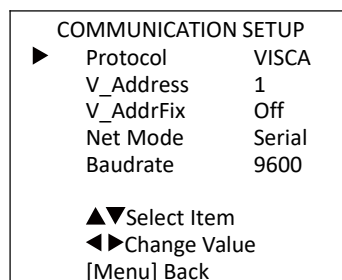 COMMUNICATION SETUP
▶ Protocol VISCA
V_Address 1
V_AddrFix Off
Net Mode Serial
Baudrate 9600
▲▼Select Item
◀▶Change Value
[Menu] Back